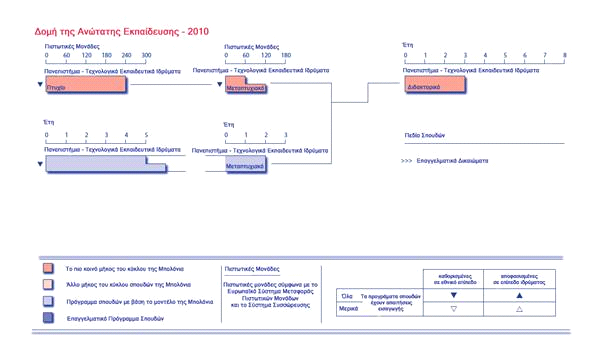 Δομή της Ανώτατης Εκπαίδευσης - 2010
Πιστωτικές Μονάδες
0 60 120 180 240 300
Πανεπιστήμια - Τεχνολογικά Εκπαιδευτικά Ιδρύματα
Πτυχίο
Πιστωτικές Μονάδες
0 60 120 180
Πανεπιστήμια - Τεχνολογικά Εκπαιδευτικά Ιδρύματα
Μεταπτυχιακό
Έτη
0 1 2 3 4 5 6 7 8
Πανεπιστήμια - Τεχνολογικά Εκπαιδευτικά Ιδρύματα
Διδακτορικό
Έτη
0 1 2 3 4 5
Πανεπιστήμια - Τεχνολογικά Εκπαιδευτικά Ιδρύματα
Έτη
0 1 2 3
Πανεπιστήμια - Τεχνολογικά Εκπαιδευτικά Ιδρύματα
Μεταπτυχιακό
Πεδίο Σπουδών
>>> Επαγγελματικά Δικαιώματα
Το πιο κοινό μήκος του κύκλου της Μπολόνια
Άλλο μήκος του κύκλου σπουδών της Μπολόνια
Πρόγραμμα σπουδών με βάση το μοντέλο της Μπολόνια
Επαγγελματικό Πρόγραμμα Σπουδών
Πιστωτικές Μονάδες
Πιστωτικές μονάδες σύμφωνα με το
Ευρωπαϊκό Σύστημα Μεταφοράς
Πιστωτικών Μονάδων
και το Σύστημα Συσσώρευσης
καθορισμένος
σε εθνικό επίπεδο
αποφασισμένος
σε επίπεδο ιδρύματος
Όλα
Μερικά
Τα προγράματα σπουδών
έχουν απαιτήσεις
εισαγωγής